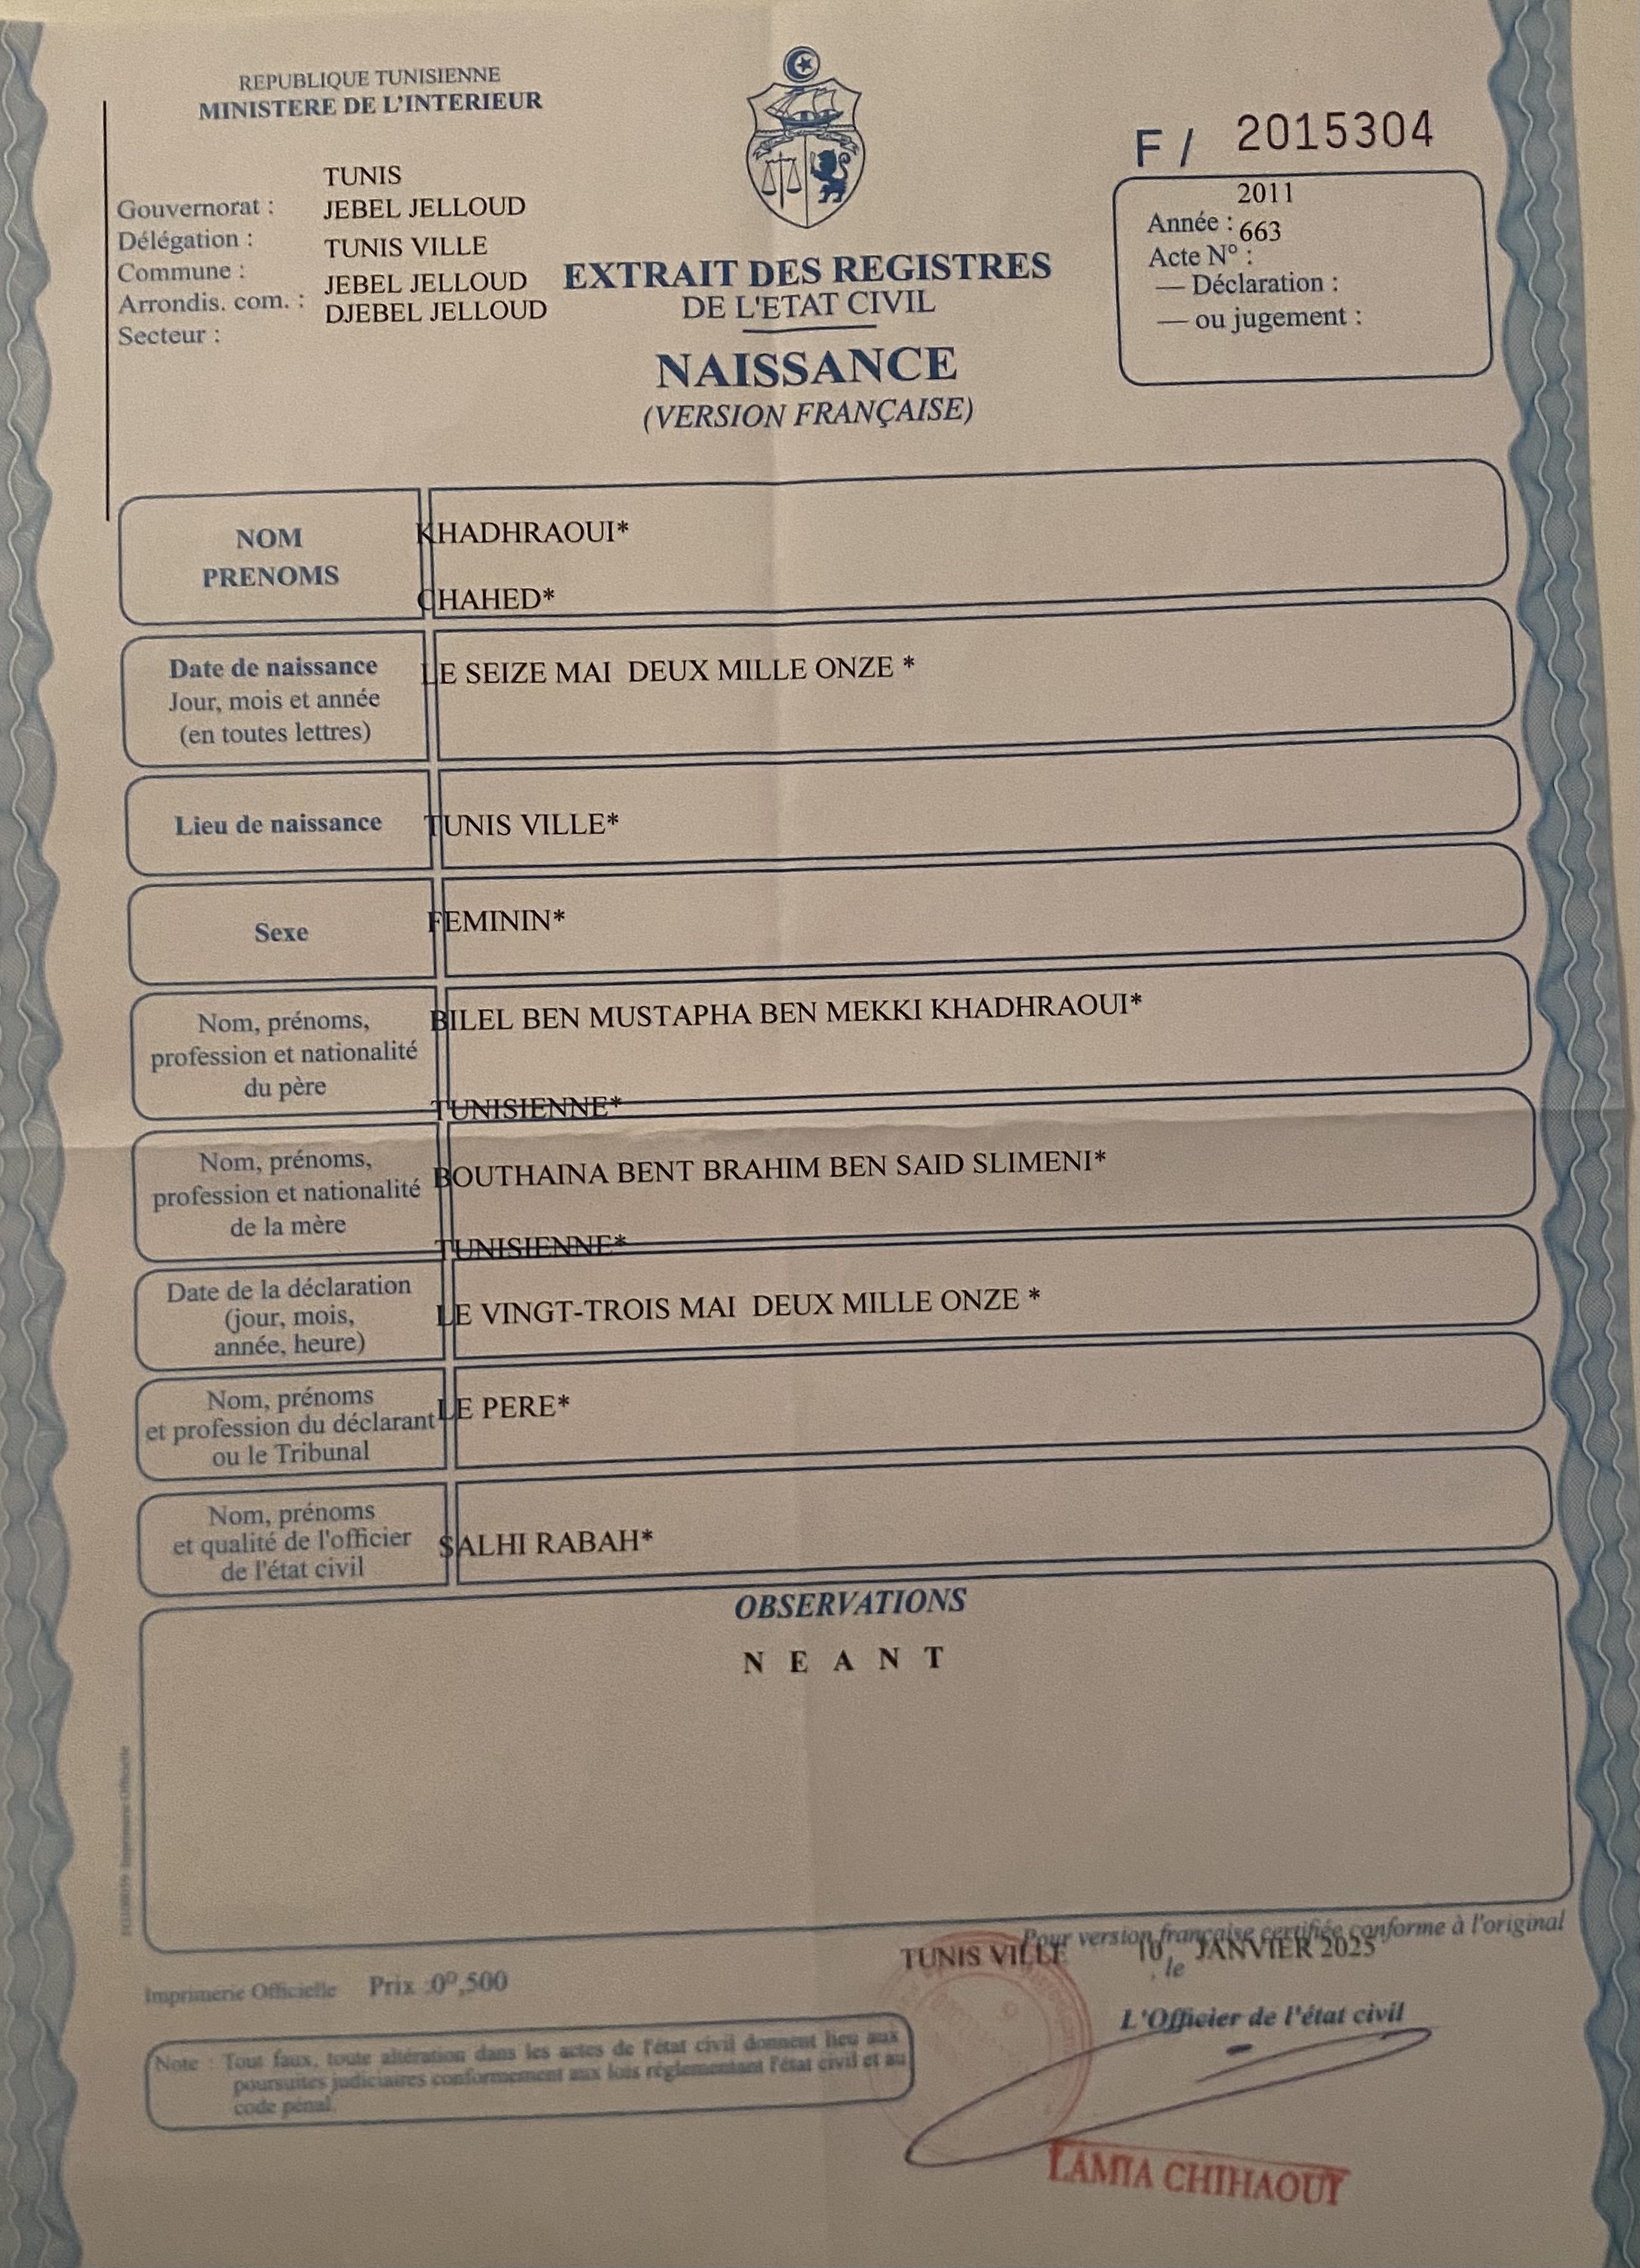 REPUBLIQUE TUNISIENNE
MINISTERE DE L'INTERIEUR
TUNIS
Gouvernorat :
JEBEL JELLOUD
Délégation :
TUNIS VILLE
Commune :
JEBEL JELLOUD
Arrondis. com. :
DJEBEL JELLOUD
Secteur :
EXTRAIT DES REGISTRES
DE L'ETAT CIVIL
NAISSANCE
(VERSION FRANÇAISE)
F / 2015304
2011
Année :
663
Acte N° :
— Déclaration :
— ou jugement :
NOM
PRENOMS
KHADHRAOUI*
CHAHED*
Date de naissance
Jour, mois et année
(en toutes lettres)
LE SEIZE MAI DEUX MILLE ONZE *
Lieu de naissance
TUNIS VILLE*
Sexe
FEMININ*
Nom, prénoms,
profession et nationalité
du père
BILEL BEN MUSTAPHA BEN MEKKI KHADHRAOUI*
TUNISIENNE*
Nom, prénoms,
profession et nationalité
de la mère
BOUTHAINA BENT BRAHIM BEN SAID SLIMENI*
TUNISIENNE*
Date de la déclaration
(jour, mois,
année, heure)
LE VINGT-TROIS MAI DEUX MILLE ONZE *
Nom, prénoms
et profession du déclarant
ou le Tribunal
LE PERE*
Nom, prénoms
et qualité de l'officier
de l'état civil
SALHI RABAH*
OBSERVATIONS
N E A N T
Imprimerie Officielle
Pour version française certifiée conforme à l'original
TUNIS VILLE 10 JANVIER 2025
, le
Imprimerie Officielle Prix :0ᴰ,500
L'Officier de l'état civil
Note : Tout faux, toute altération dans les actes de l'état civil donnent lieu aux
poursuites judiciaires conformement aux lois réglementant l'état civil et au
code pénal.
LAMIA CHIHAOUI